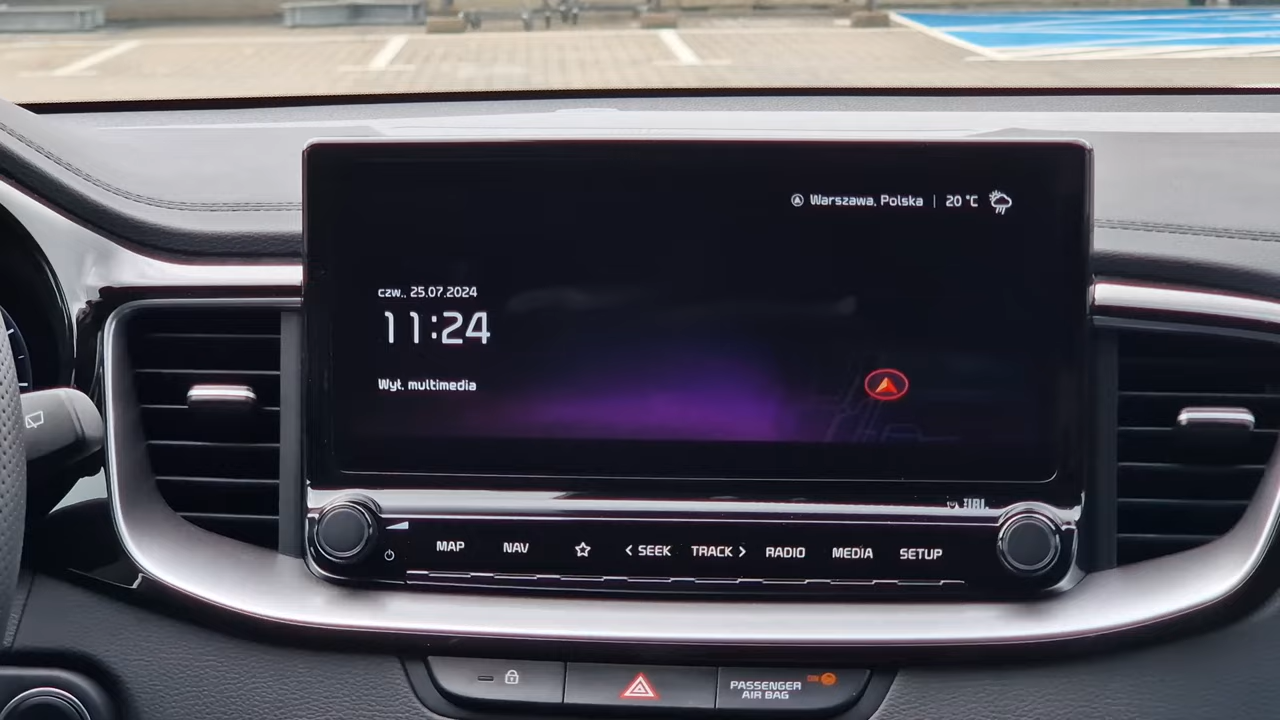 Warszawa, Polska | 20 °C
czw., 25.07.2024
11:24
Wył. multimedia
JBL
MAP NAV < SEEK TRACK > RADIO MEDIA SETUP
PASSENGER
AIR BAG